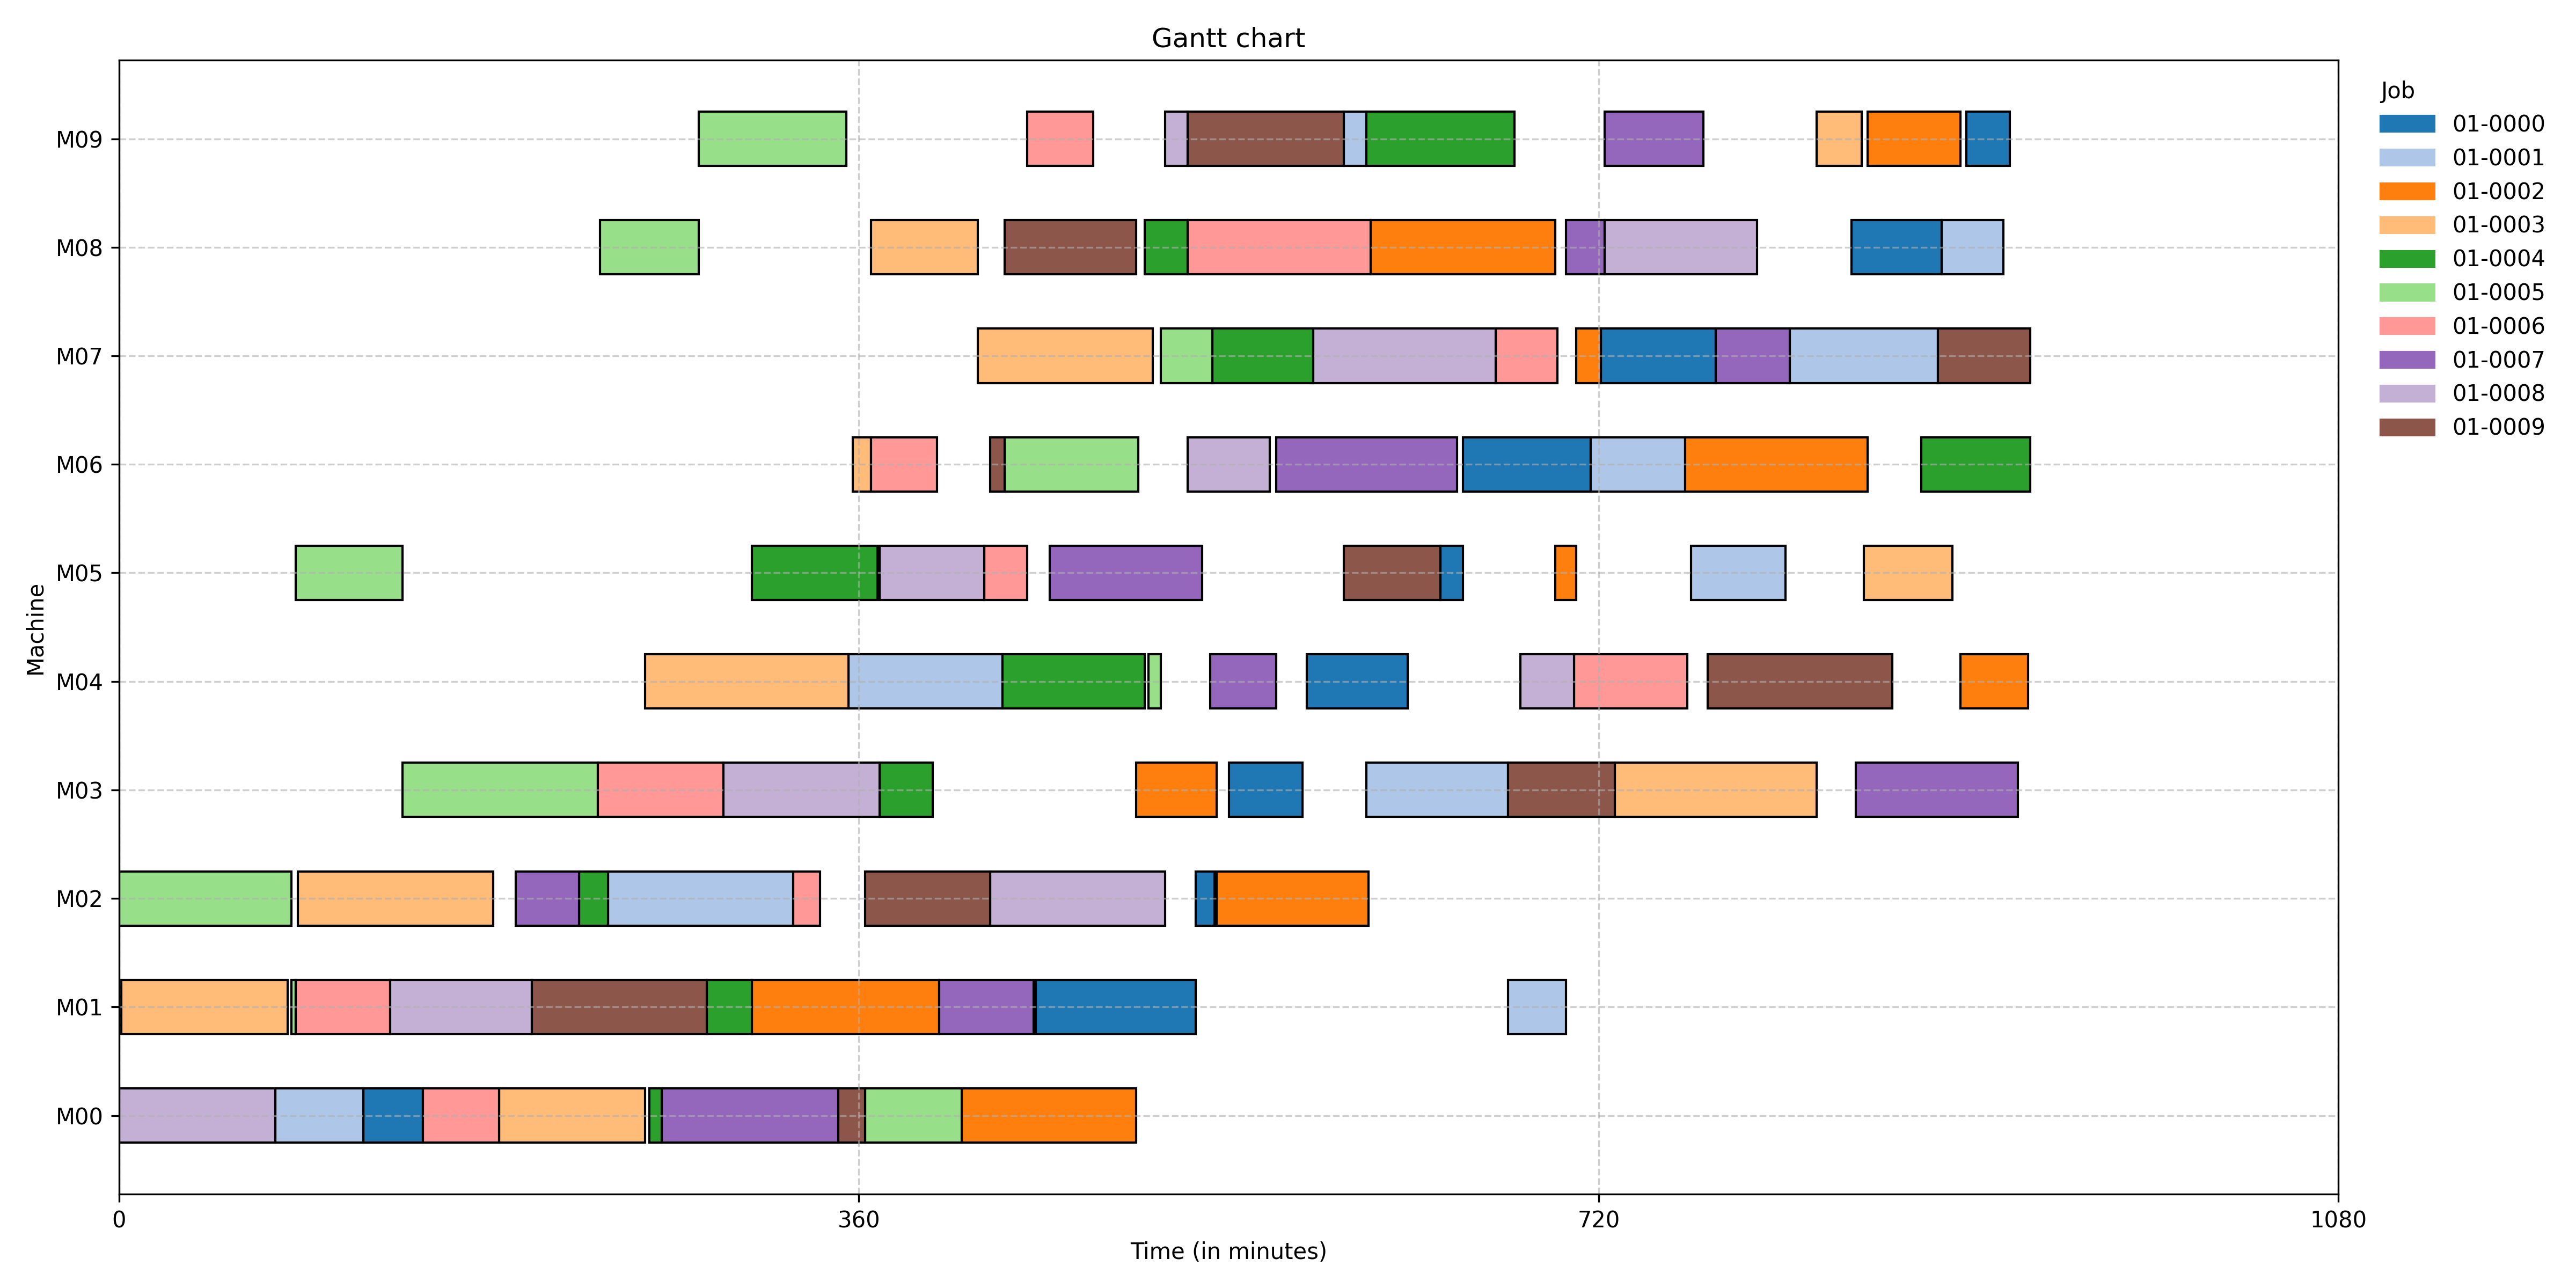 Gantt chart
Job
01-0000
01-0001
01-0002
01-0003
01-0004
01-0005
01-0006
01-0007
01-0008
01-0009
Machine
M09
M08
M07
M06
M05
M04
M03
M02
M01
M00
0 360 720 1080
Time (in minutes)